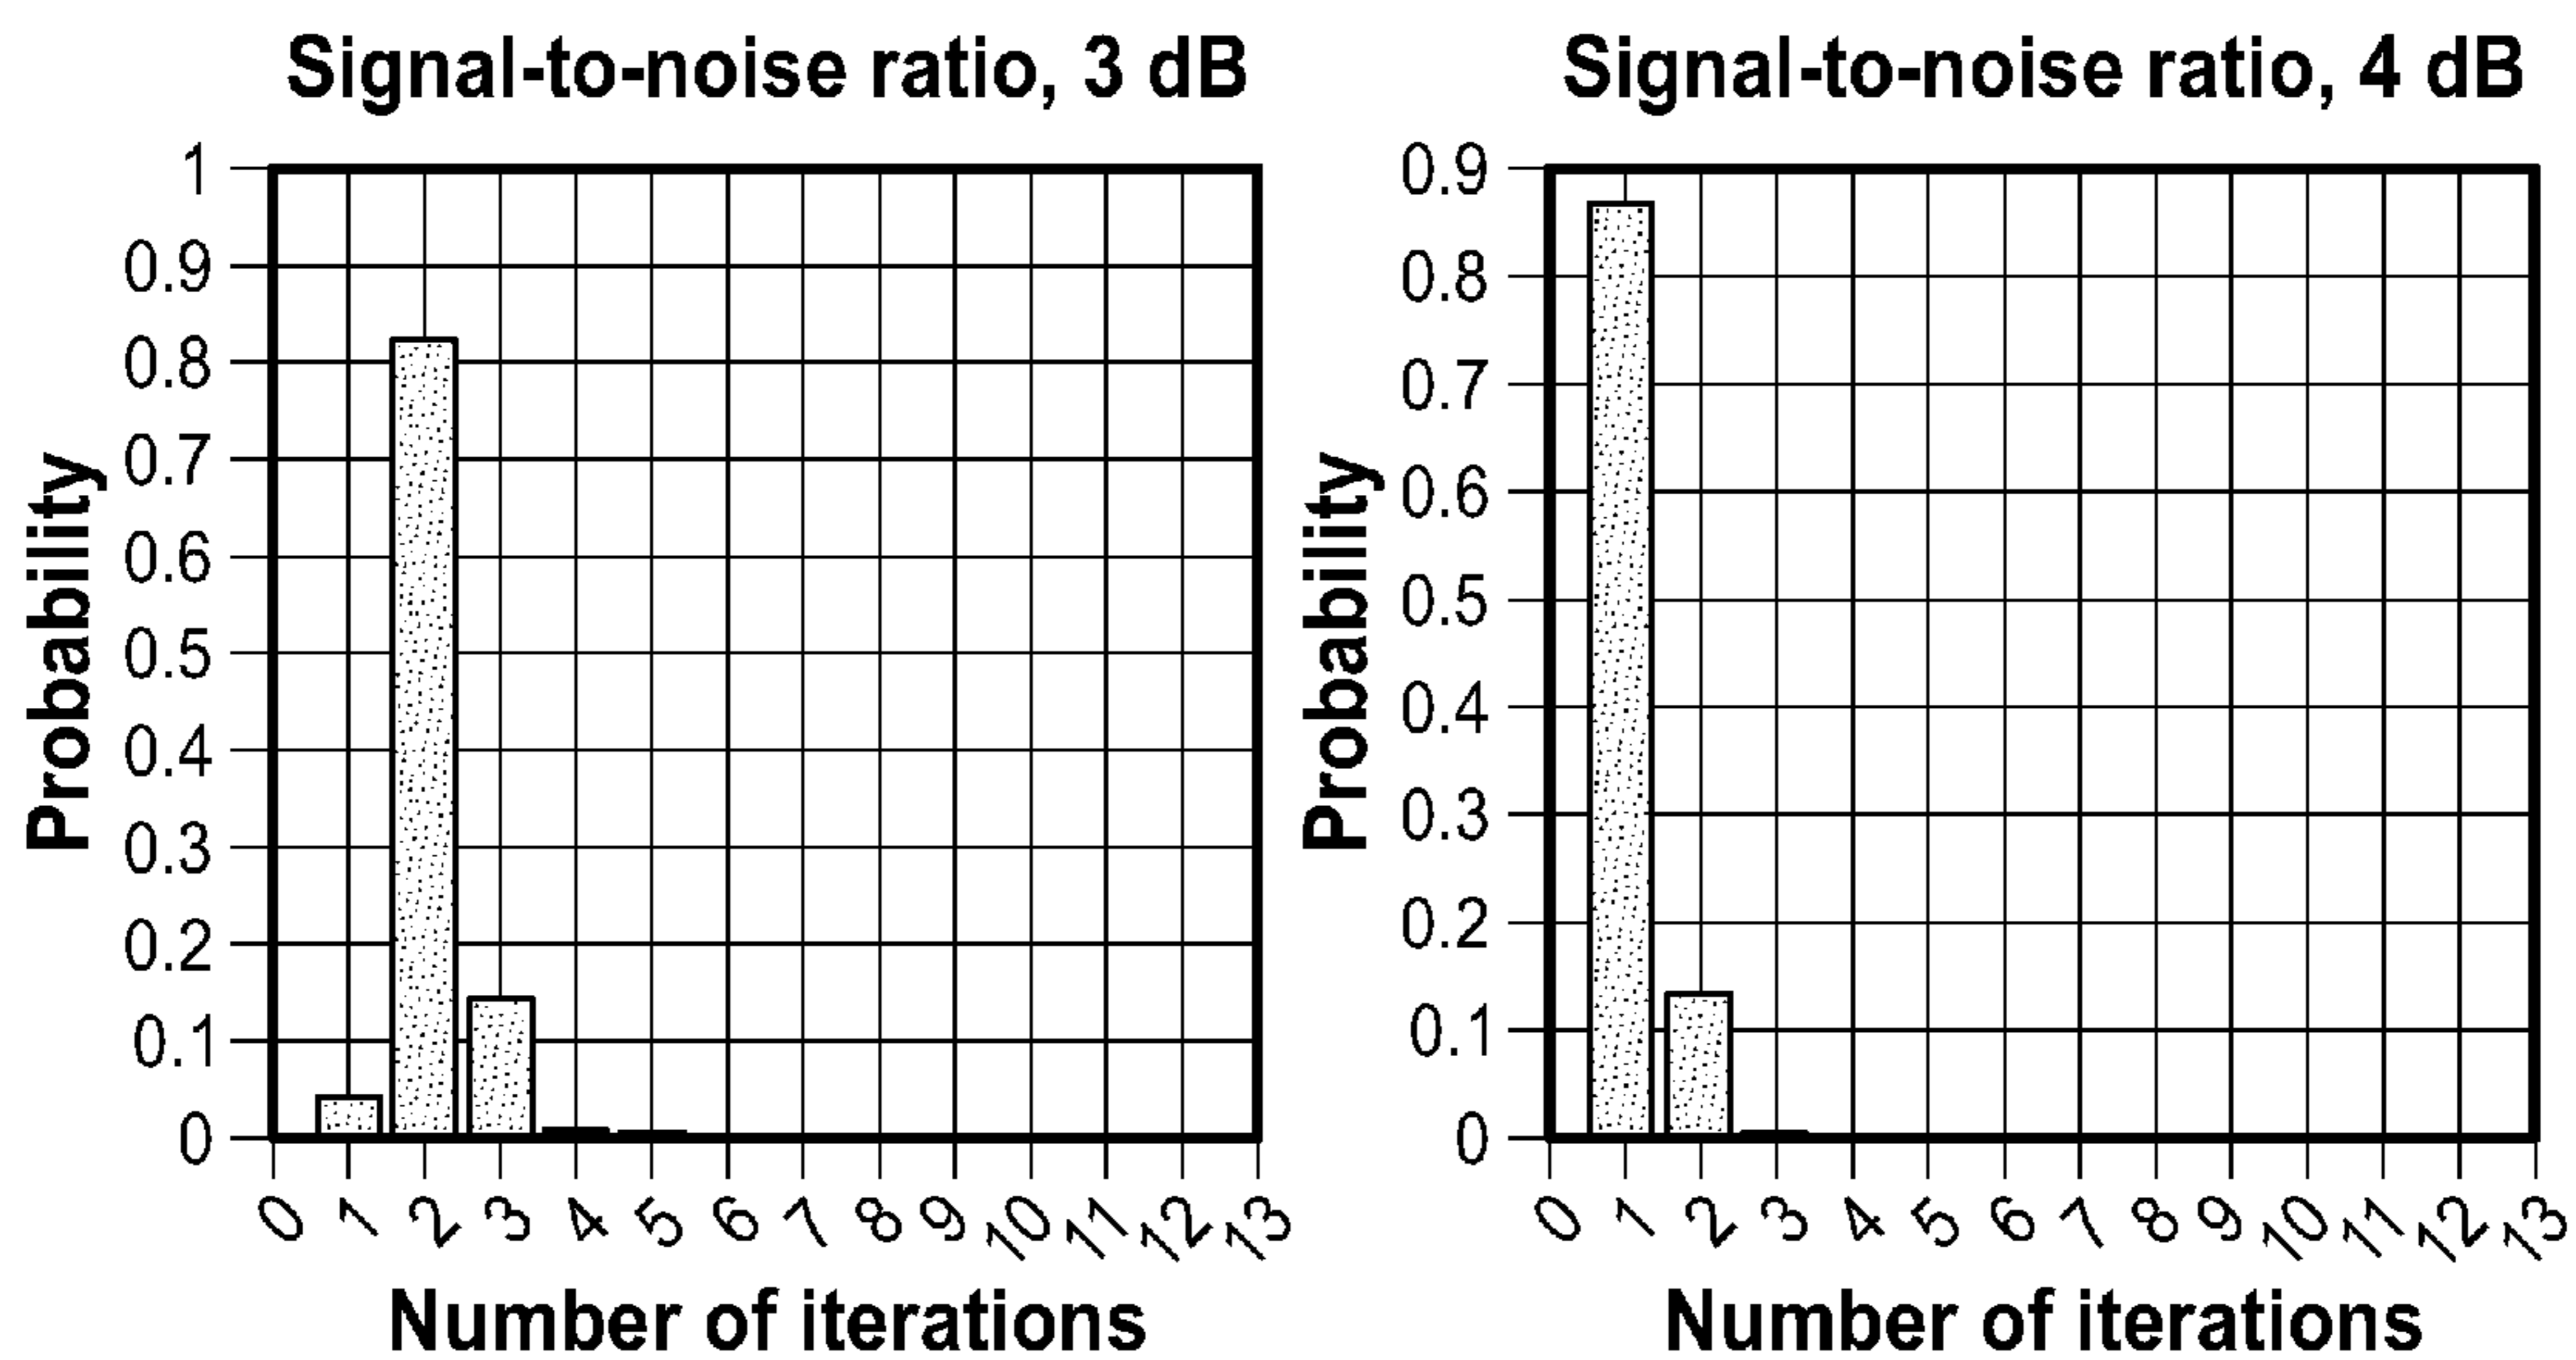 Signal-to-noise ratio, 3 dB
Probability
1
0.9
0.8
0.7
0.6
0.5
0.4
0.3
0.2
0.1
0
0 1 2 3 4 5 6 7 8 9 10 11 12 13
Number of iterations
Signal-to-noise ratio, 4 dB
Probability
0.9
0.8
0.7
0.6
0.5
0.4
0.3
0.2
0.1
0
0 1 2 3 4 5 6 7 8 9 10 11 12 13
Number of iterations